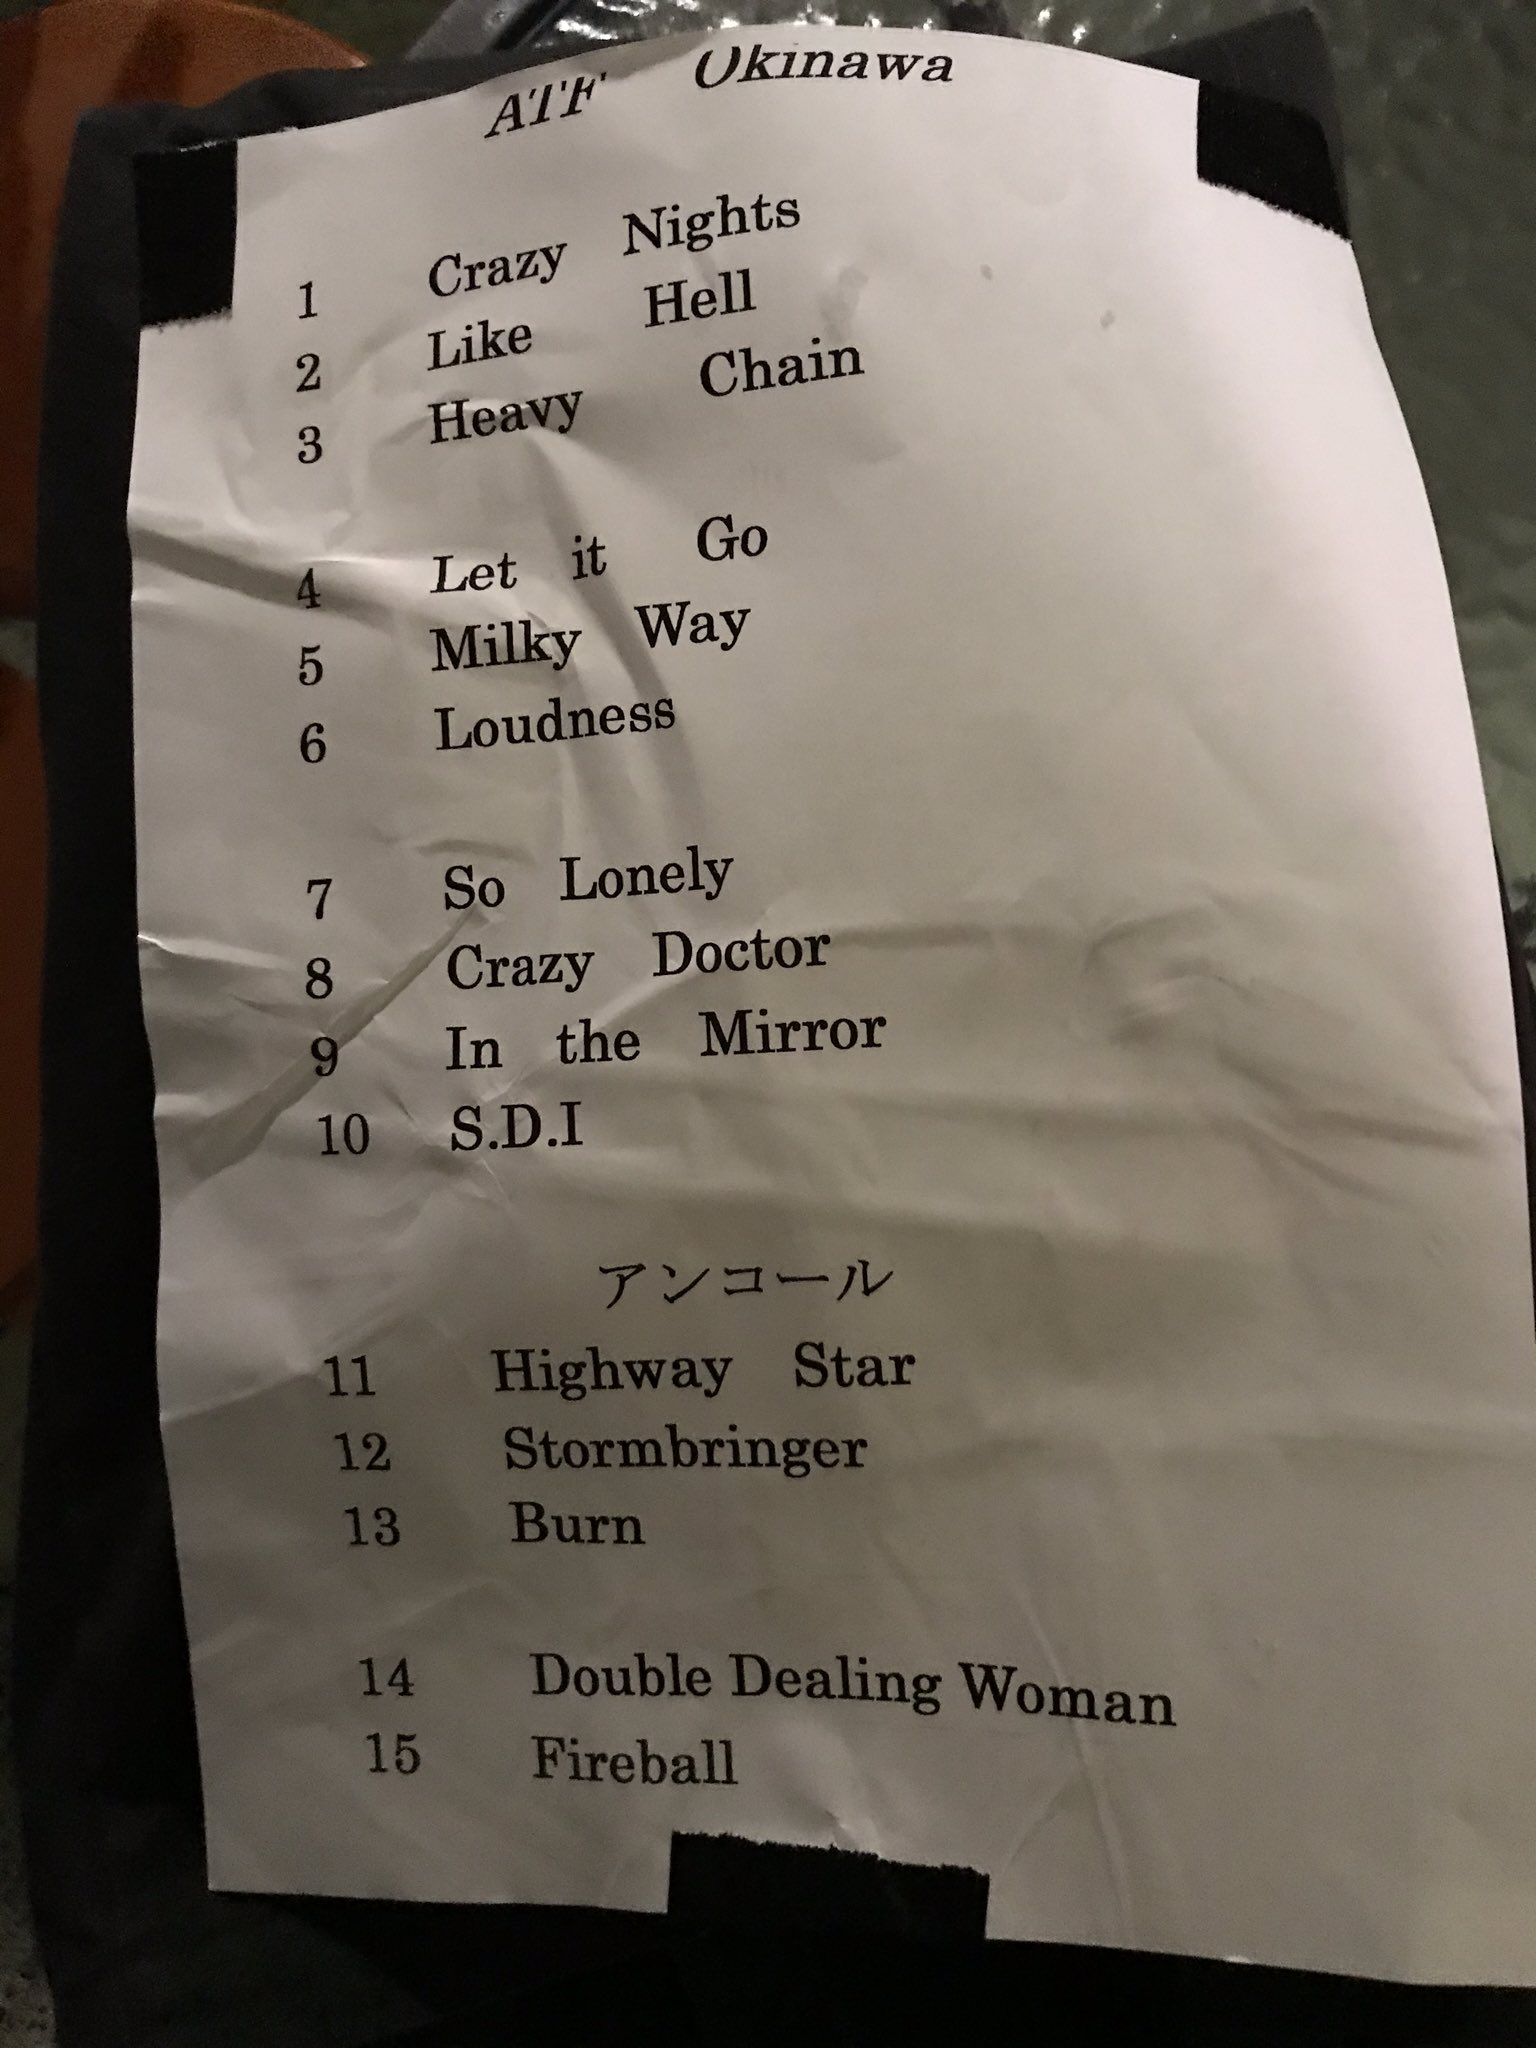 ATF Okinawa
1 Crazy Nights
2 Like Hell
3 Heavy Chain
4 Let it Go
5 Milky Way
6 Loudness
7 So Lonely
8 Crazy Doctor
9 In the Mirror
10 S.D.I
アンコール
11 Highway Star
12 Stormbringer
13 Burn
14 Double Dealing Woman
15 Fireball